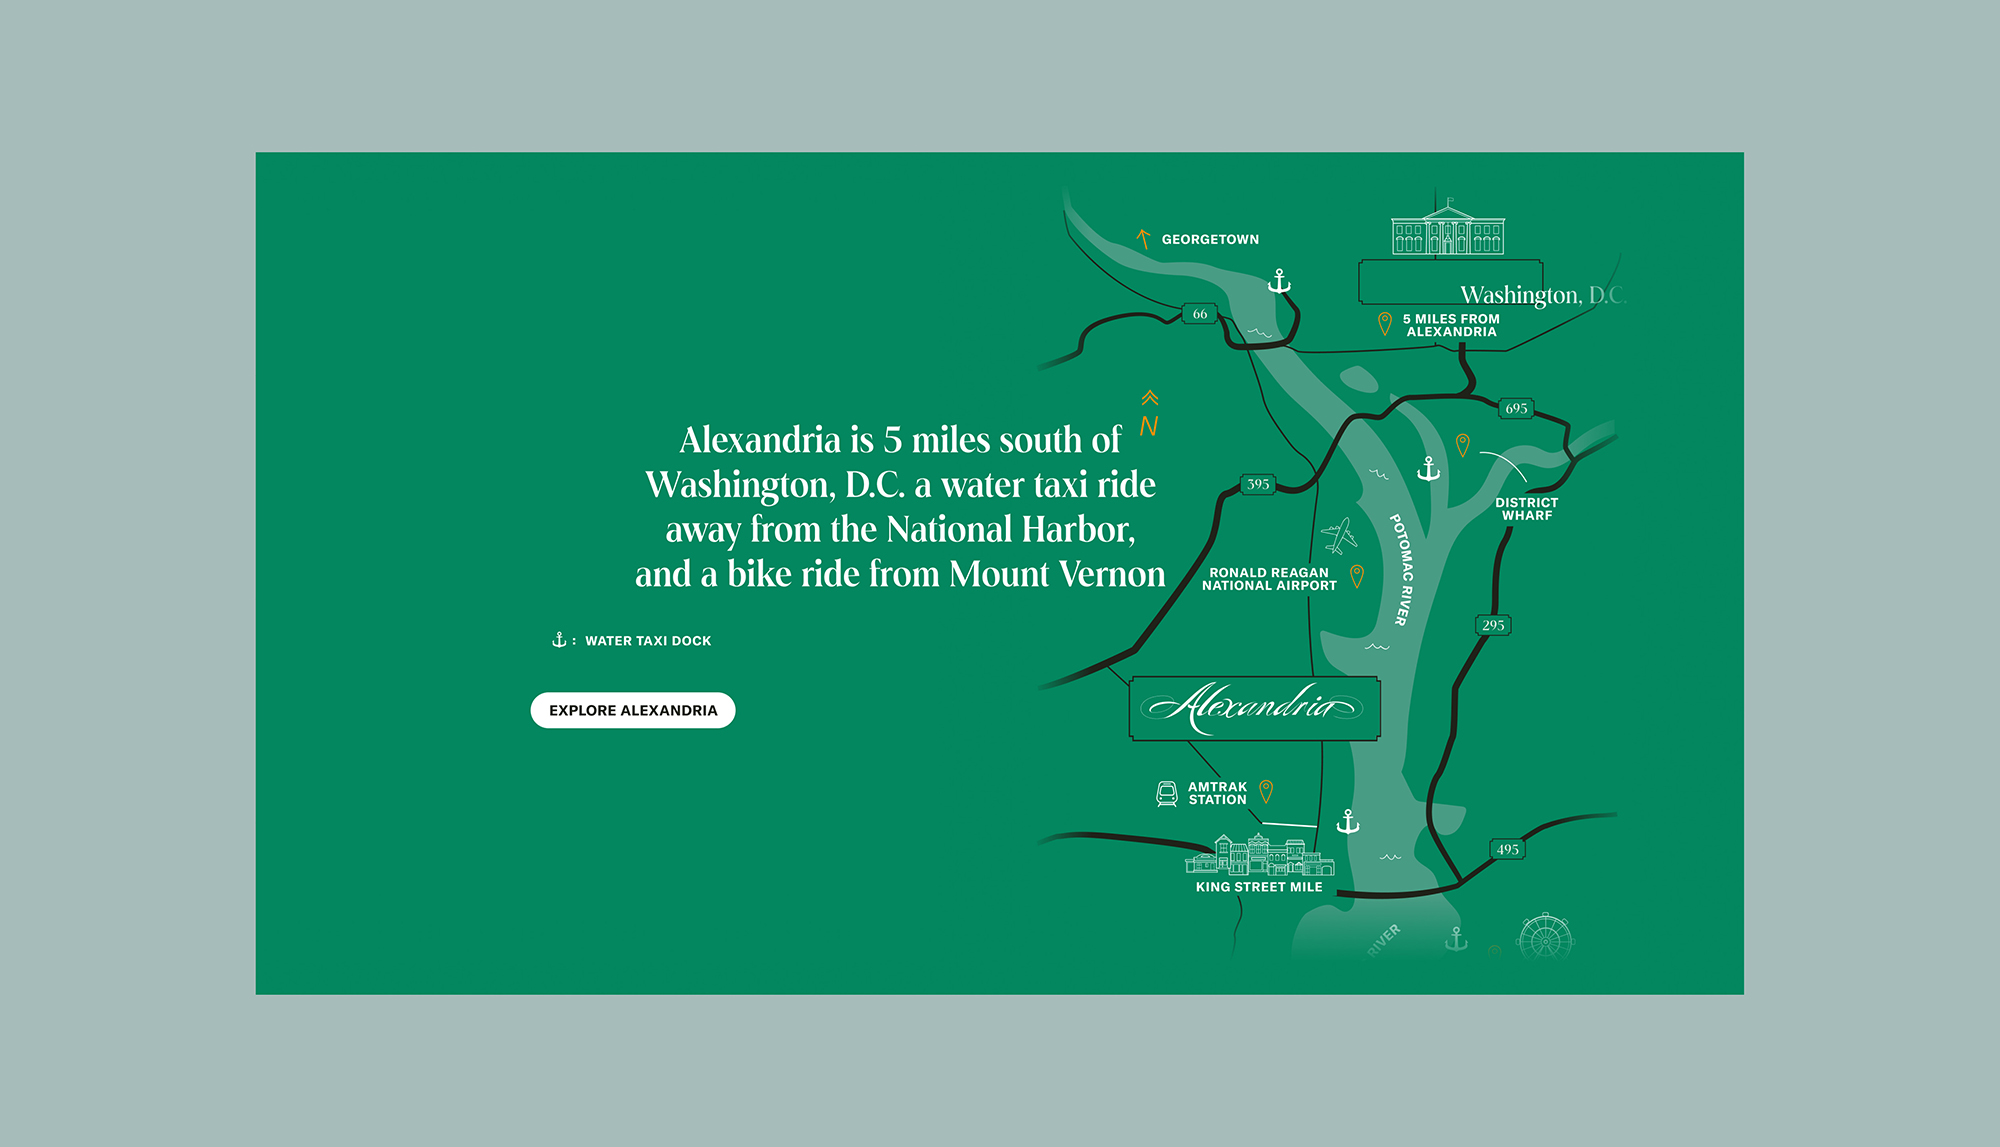 GEORGETOWN
Washington, D.C.
5 MILES FROM
ALEXANDRIA
66
695
N
Alexandria is 5 miles south of
Washington, D.C. a water taxi ride
away from the National Harbor,
and a bike ride from Mount Vernon
: WATER TAXI DOCK
EXPLORE ALEXANDRIA
395
DISTRICT
WHARF
POTOMAC RIVER
RONALD REAGAN
NATIONAL AIRPORT
295
Alexandria
AMTRAK
STATION
495
KING STREET MILE
RIVER